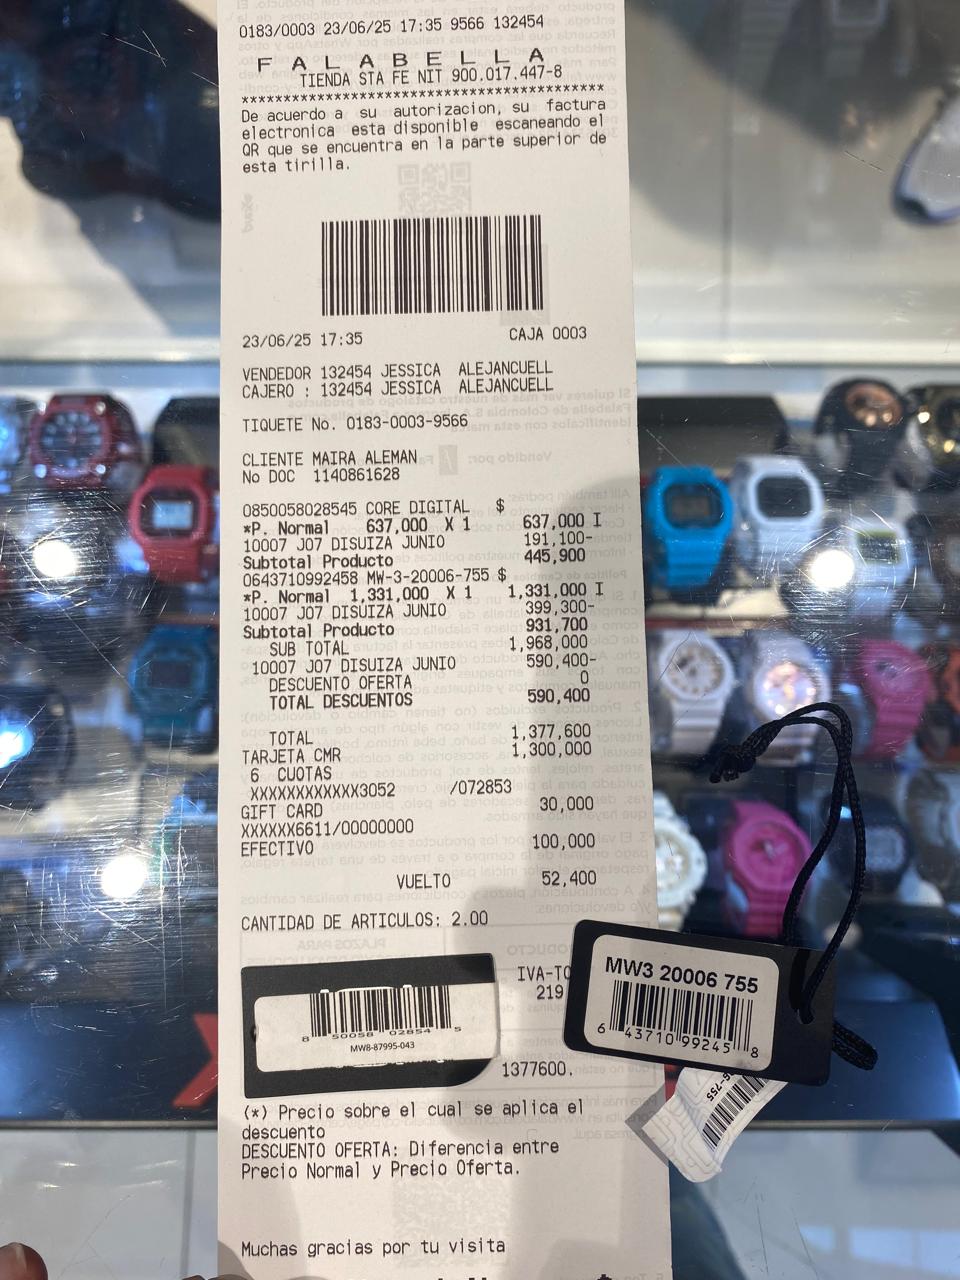 0183/0003 23/06/25 17:35 9566 132454
F A L A B E L L A
TIENDA STA FE NIT 900.017.447-8
******************************************
De acuerdo a su autorizacion, su factura
electronica esta disponible escaneando el
QR que se encuentra en la parte superior de
esta tirilla.
23/06/25 17:35 CAJA 0003
VENDEDOR 132454 JESSICA ALEJANCUELL
CAJERO : 132454 JESSICA ALEJANCUELL
TIQUETE No. 0183-0003-9566
CLIENTE MAIRA ALEMAN
No DOC 1140861628
0850058028545 CORE DIGITAL $
*P. Normal 637,000 X 1 637,000 I
10007 J07 DISUIZA JUNIO 191,100-
Subtotal Producto 445,900
0643710992458 MW-3-20006-755 $
*P. Normal 1,331,000 X 1 1,331,000 I
10007 J07 DISUIZA JUNIO 399,300-
Subtotal Producto 931,700
SUB TOTAL 1,968,000
10007 J07 DISUIZA JUNIO 590,400-
DESCUENTO OFERTA 0
TOTAL DESCUENTOS 590,400
TOTAL 1,377,600
TARJETA CMR 1,300,000
6 CUOTAS
XXXXXXXXXXXX3052 /072853
GIFT CARD 30,000
XXXXXX6611/00000000
EFECTIVO 100,000
VUELTO 52,400
CANTIDAD DE ARTICULOS: 2.00
IVA-TO
219
1377600.
8 50058 02854 5
MW8-87995-043
MW3 20006 755
6 43710 99245 8
-755
(*) Precio sobre el cual se aplica el
descuento
DESCUENTO OFERTA: Diferencia entre
Precio Normal y Precio Oferta.
Muchas gracias por tu visita